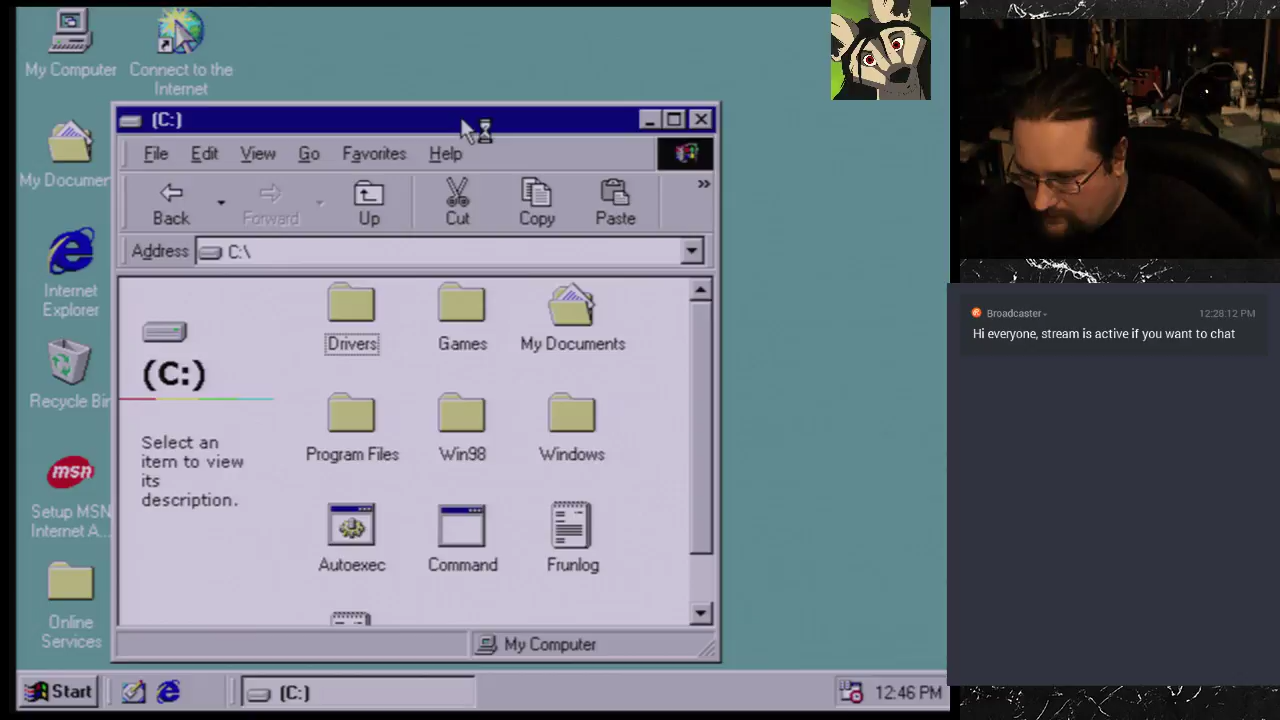 My Computer
Connect to the
Internet
My Documen
Internet
Explorer
Recycle Bin
msn
Setup MSN
Internet A...
Online
Services
(C:)
File Edit View Go Favorites Help
Back Forward Up Cut Copy Paste »
Address C:\
(C:)
Select an
item to view
its
description.
Drivers Games My Documents
Program Files Win98 Windows
Autoexec Command Frunlog
My Computer
Start (C:) 12:46 PM
Broadcaster 12:28:12 PM
Hi everyone, stream is active if you want to chat